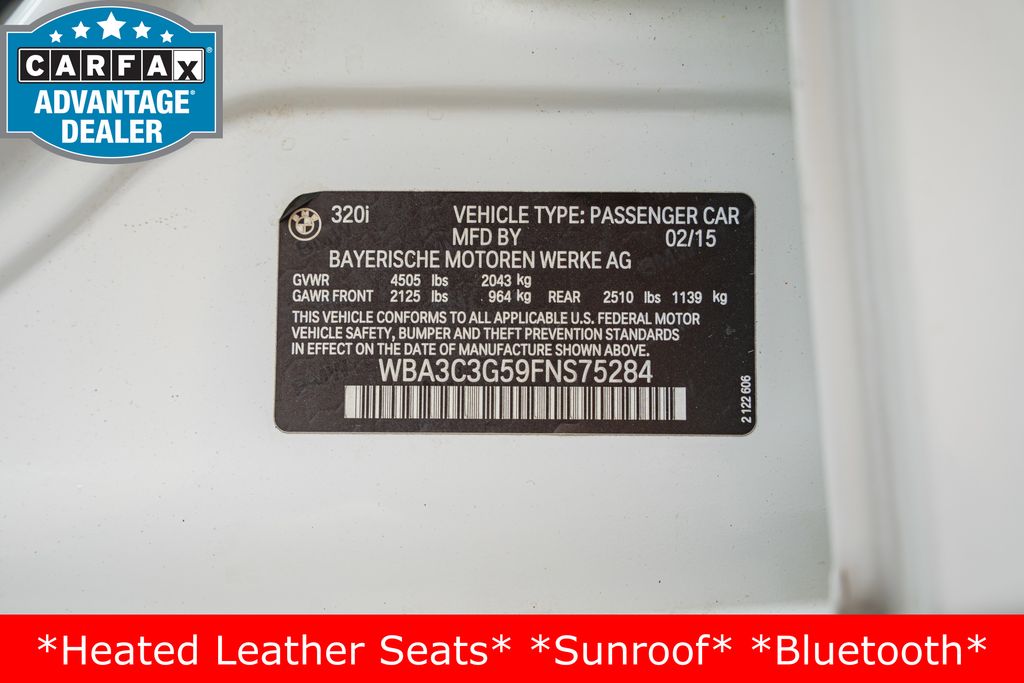 CARFAX
ADVANTAGE
DEALER
320i VEHICLE TYPE: PASSENGER CAR
MFD BY 02/15
BAYERISCHE MOTOREN WERKE AG
GVWR 4505 lbs 2043 kg
GAWR FRONT 2125 lbs 964 kg REAR 2510 lbs 1139 kg
THIS VEHICLE CONFORMS TO ALL APPLICABLE U.S. FEDERAL MOTOR
VEHICLE SAFETY, BUMPER AND THEFT PREVENTION STANDARDS
IN EFFECT ON THE DATE OF MANUFACTURE SHOWN ABOVE.
WBA3C3G59FNS75284
2 122 606
*Heated Leather Seats* *Sunroof* *Bluetooth*